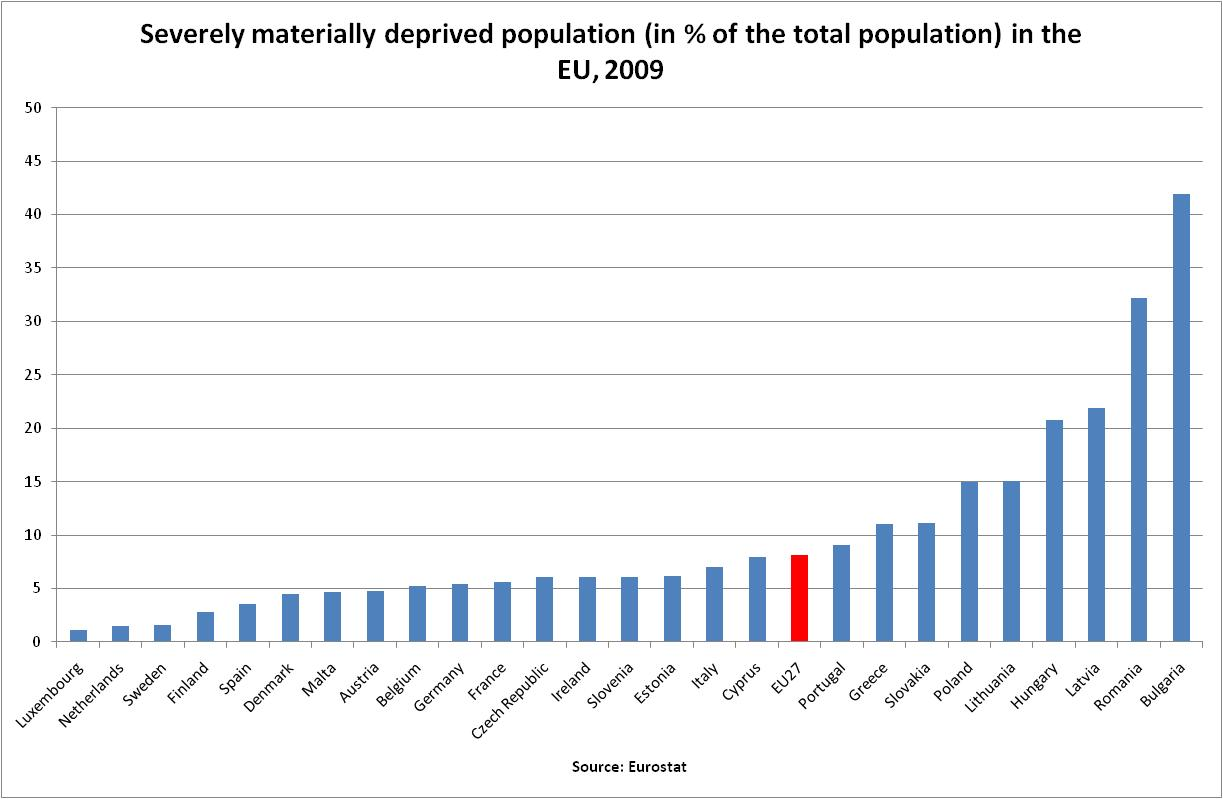 Severely materially deprived population (in % of the total population) in the
EU, 2009
50
45
40
35
30
25
20
15
10
5
0
Luxembourg
Netherlands
Sweden
Finland
Spain
Denmark
Malta
Austria
Belgium
Germany
France
Czech Republic
Ireland
Slovenia
Estonia
Italy
Cyprus
EU27
Portugal
Greece
Slovakia
Poland
Lithuania
Hungary
Latvia
Romania
Bulgaria
Source: Eurostat